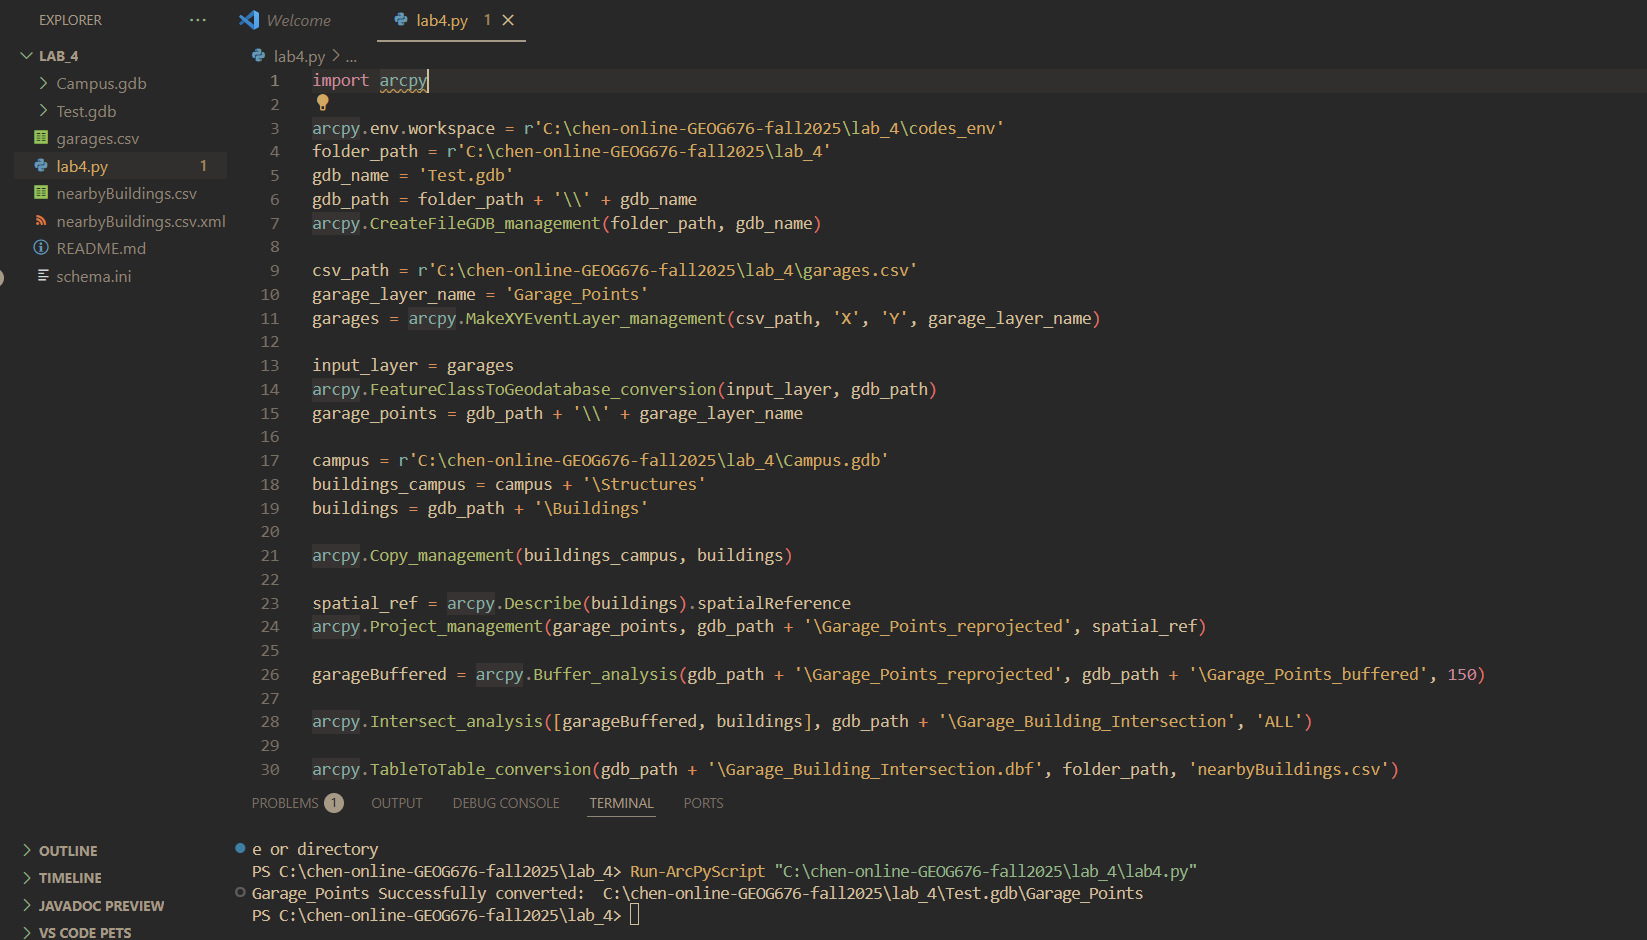 EXPLORER ···
LAB_4
Campus.gdb
Test.gdb
garages.csv
lab4.py 1
nearbyBuildings.csv
nearbyBuildings.csv.xml
README.md
schema.ini
OUTLINE
TIMELINE
JAVADOC PREVIEW
VS CODE PETS
Welcome lab4.py 1
lab4.py > ...
1 import arcpy
2
3 arcpy.env.workspace = r'C:\chen-online-GEOG676-fall2025\lab_4\codes_env'
4 folder_path = r'C:\chen-online-GEOG676-fall2025\lab_4'
5 gdb_name = 'Test.gdb'
6 gdb_path = folder_path + '\\' + gdb_name
7 arcpy.CreateFileGDB_management(folder_path, gdb_name)
8
9 csv_path = r'C:\chen-online-GEOG676-fall2025\lab_4\garages.csv'
10 garage_layer_name = 'Garage_Points'
11 garages = arcpy.MakeXYEventLayer_management(csv_path, 'X', 'Y', garage_layer_name)
12
13 input_layer = garages
14 arcpy.FeatureClassToGeodatabase_conversion(input_layer, gdb_path)
15 garage_points = gdb_path + '\\' + garage_layer_name
16
17 campus = r'C:\chen-online-GEOG676-fall2025\lab_4\Campus.gdb'
18 buildings_campus = campus + '\Structures'
19 buildings = gdb_path + '\Buildings'
20
21 arcpy.Copy_management(buildings_campus, buildings)
22
23 spatial_ref = arcpy.Describe(buildings).spatialReference
24 arcpy.Project_management(garage_points, gdb_path + '\Garage_Points_reprojected', spatial_ref)
25
26 garageBuffered = arcpy.Buffer_analysis(gdb_path + '\Garage_Points_reprojected', gdb_path + '\Garage_Points_buffered', 150)
27
28 arcpy.Intersect_analysis([garageBuffered, buildings], gdb_path + '\Garage_Building_Intersection', 'ALL')
29
30 arcpy.TableToTable_conversion(gdb_path + '\Garage_Building_Intersection.dbf', folder_path, 'nearbyBuildings.csv')
PROBLEMS 1 OUTPUT DEBUG CONSOLE TERMINAL PORTS
e or directory
PS C:\chen-online-GEOG676-fall2025\lab_4> Run-ArcPyScript "C:\chen-online-GEOG676-fall2025\lab_4\lab4.py"
Garage_Points Successfully converted:  C:\chen-online-GEOG676-fall2025\lab_4\Test.gdb\Garage_Points
PS C:\chen-online-GEOG676-fall2025\lab_4>